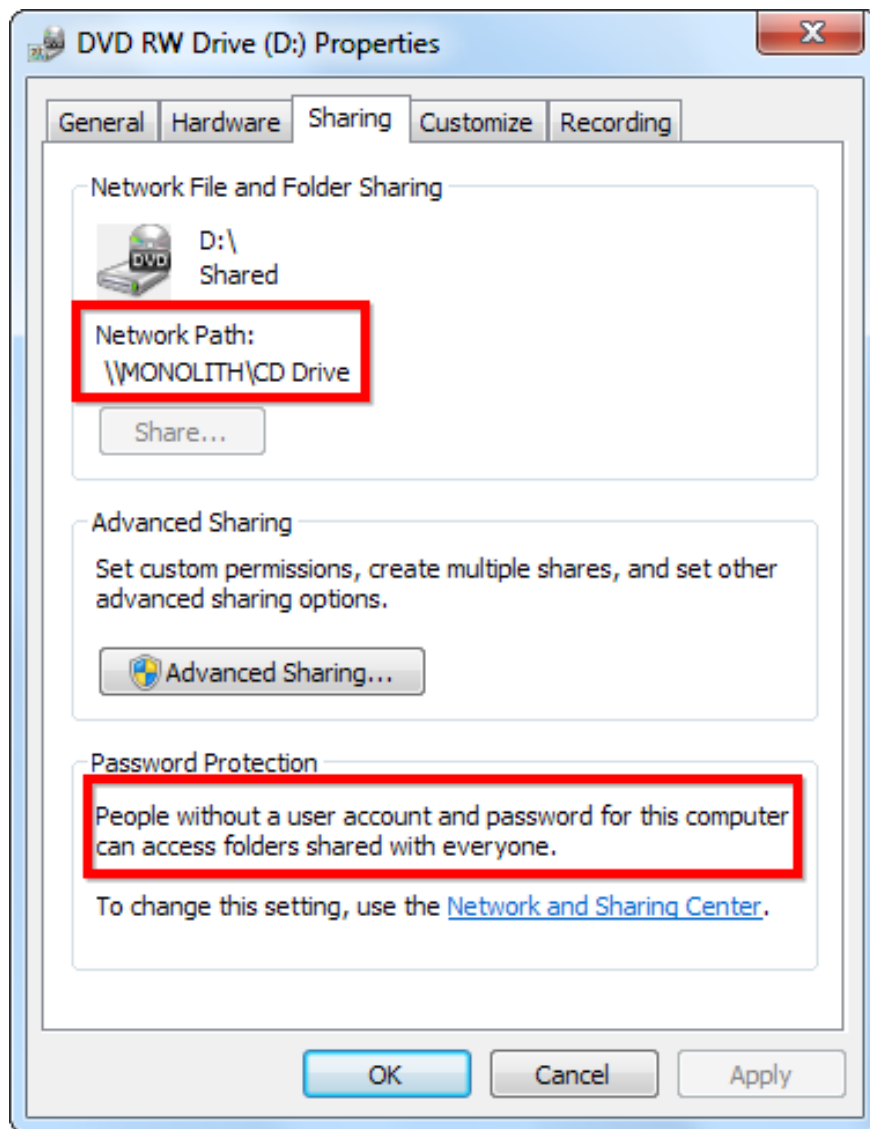 DVD RW Drive (D:) Properties
General Hardware Sharing Customize Recording
Network File and Folder Sharing
DVD
D:\
Shared
Network Path:
\\MONOLITH\CD Drive
Share...
Advanced Sharing
Set custom permissions, create multiple shares, and set other
advanced sharing options.
Advanced Sharing...
Password Protection
People without a user account and password for this computer
can access folders shared with everyone.
To change this setting, use the Network and Sharing Center.
OK Cancel Apply